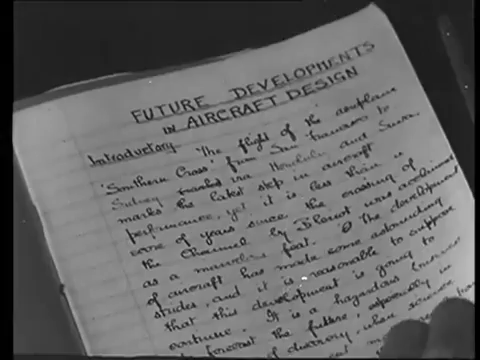 FUTURE DEVELOPMENTS
IN AIRCRAFT DESIGN
Introductory. The flight of the aeroplane
'Southern Cross' from San Francisco to
Sydney via Honolulu and Suva.
marks the latest step in aircraft
performance, yet it is less than a
score of years since the crossing of
the Channel by Bleriot was acclaimed
as a marvelous feat. The development
of aircraft has made some astounding
strides, and it is reasonable to suppose
that this development is going to
continue. It is a hazardous business
to forecast the future, especially in
of discovery, when science